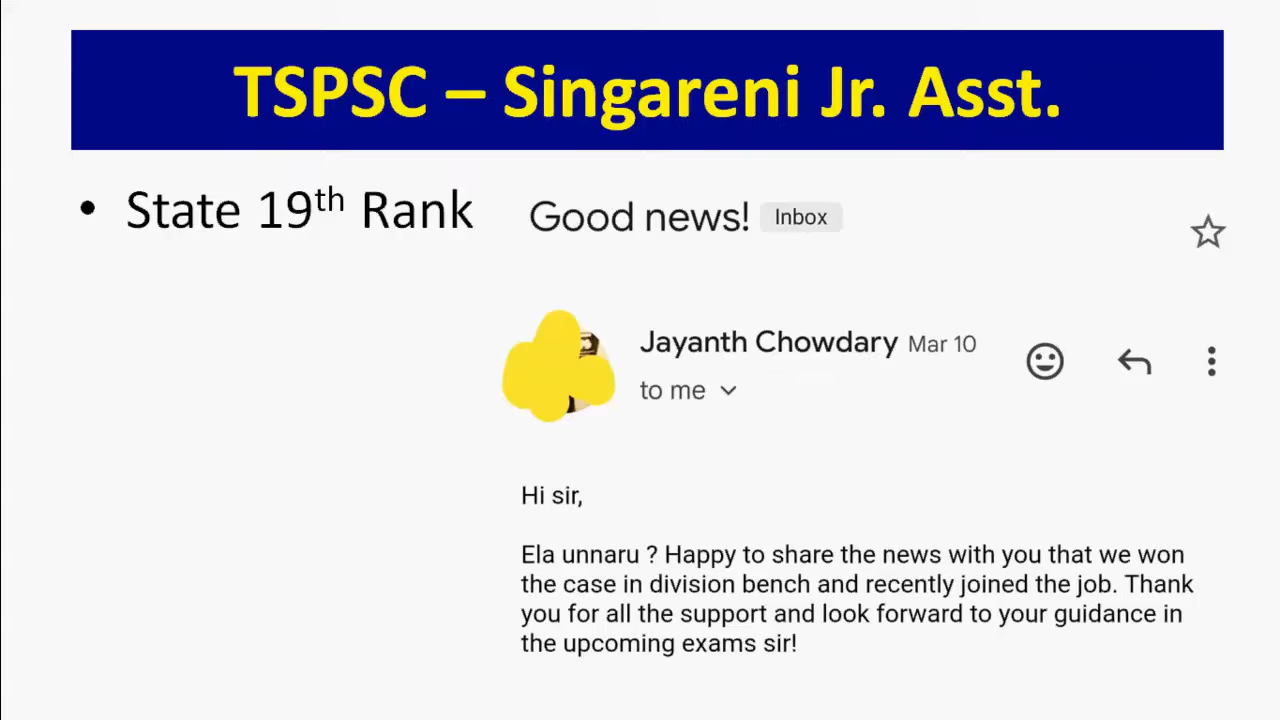 TSPSC – Singareni Jr. Asst.
• State 19th Rank
Good news! Inbox
Jayanth Chowdary Mar 10
to me
Hi sir,
Ela unnaru ? Happy to share the news with you that we won
the case in division bench and recently joined the job. Thank
you for all the support and look forward to your guidance in
the upcoming exams sir!